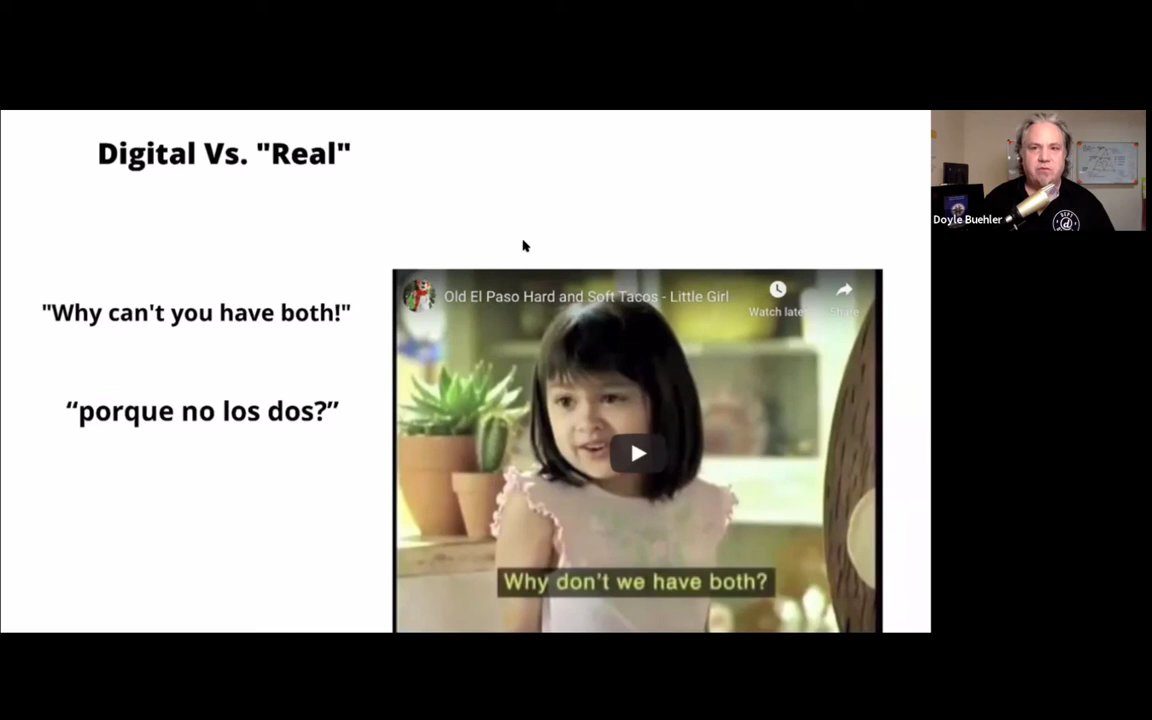 Digital Vs. "Real"
"Why can't you have both!"
“porque no los dos?”
Old El Paso Hard and Soft Tacos - Little Girl
Watch later
Share
Why don't we have both?
Doyle Buehler